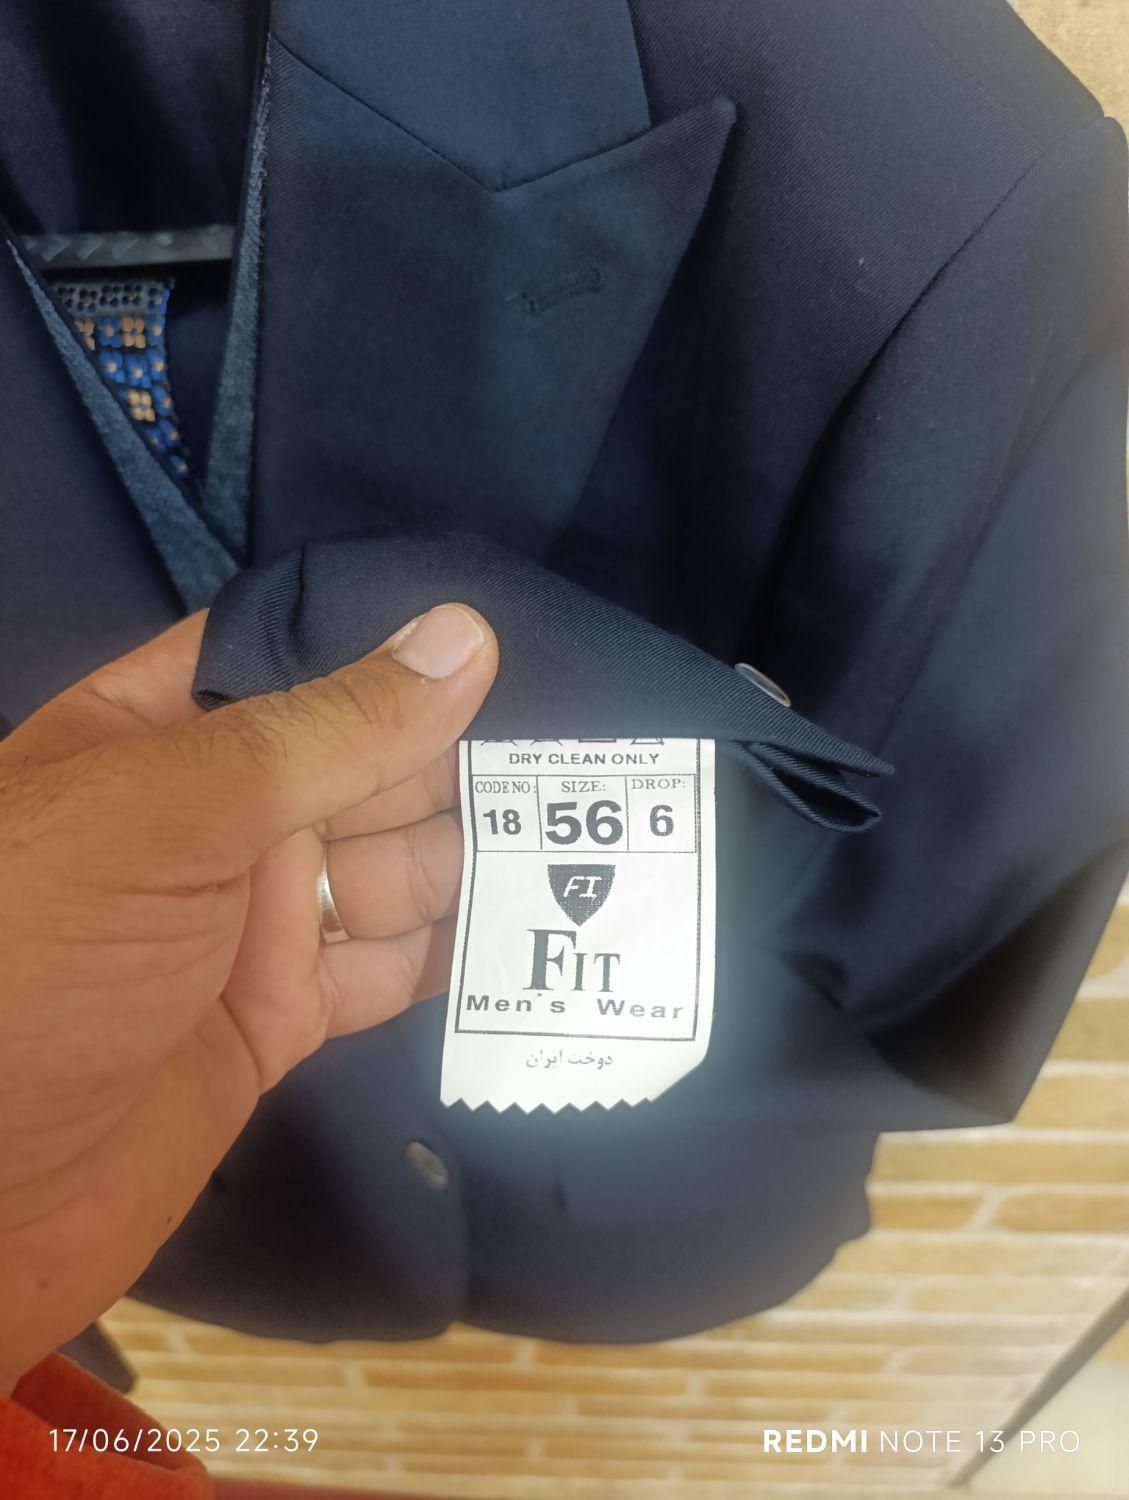 DRY CLEAN ONLY
CODE NO: SIZE: DROP:
18 56 6
FI
FIT
Men's Wear
دوخت ایران
17/06/2025 22:39
REDMI NOTE 13 PRO